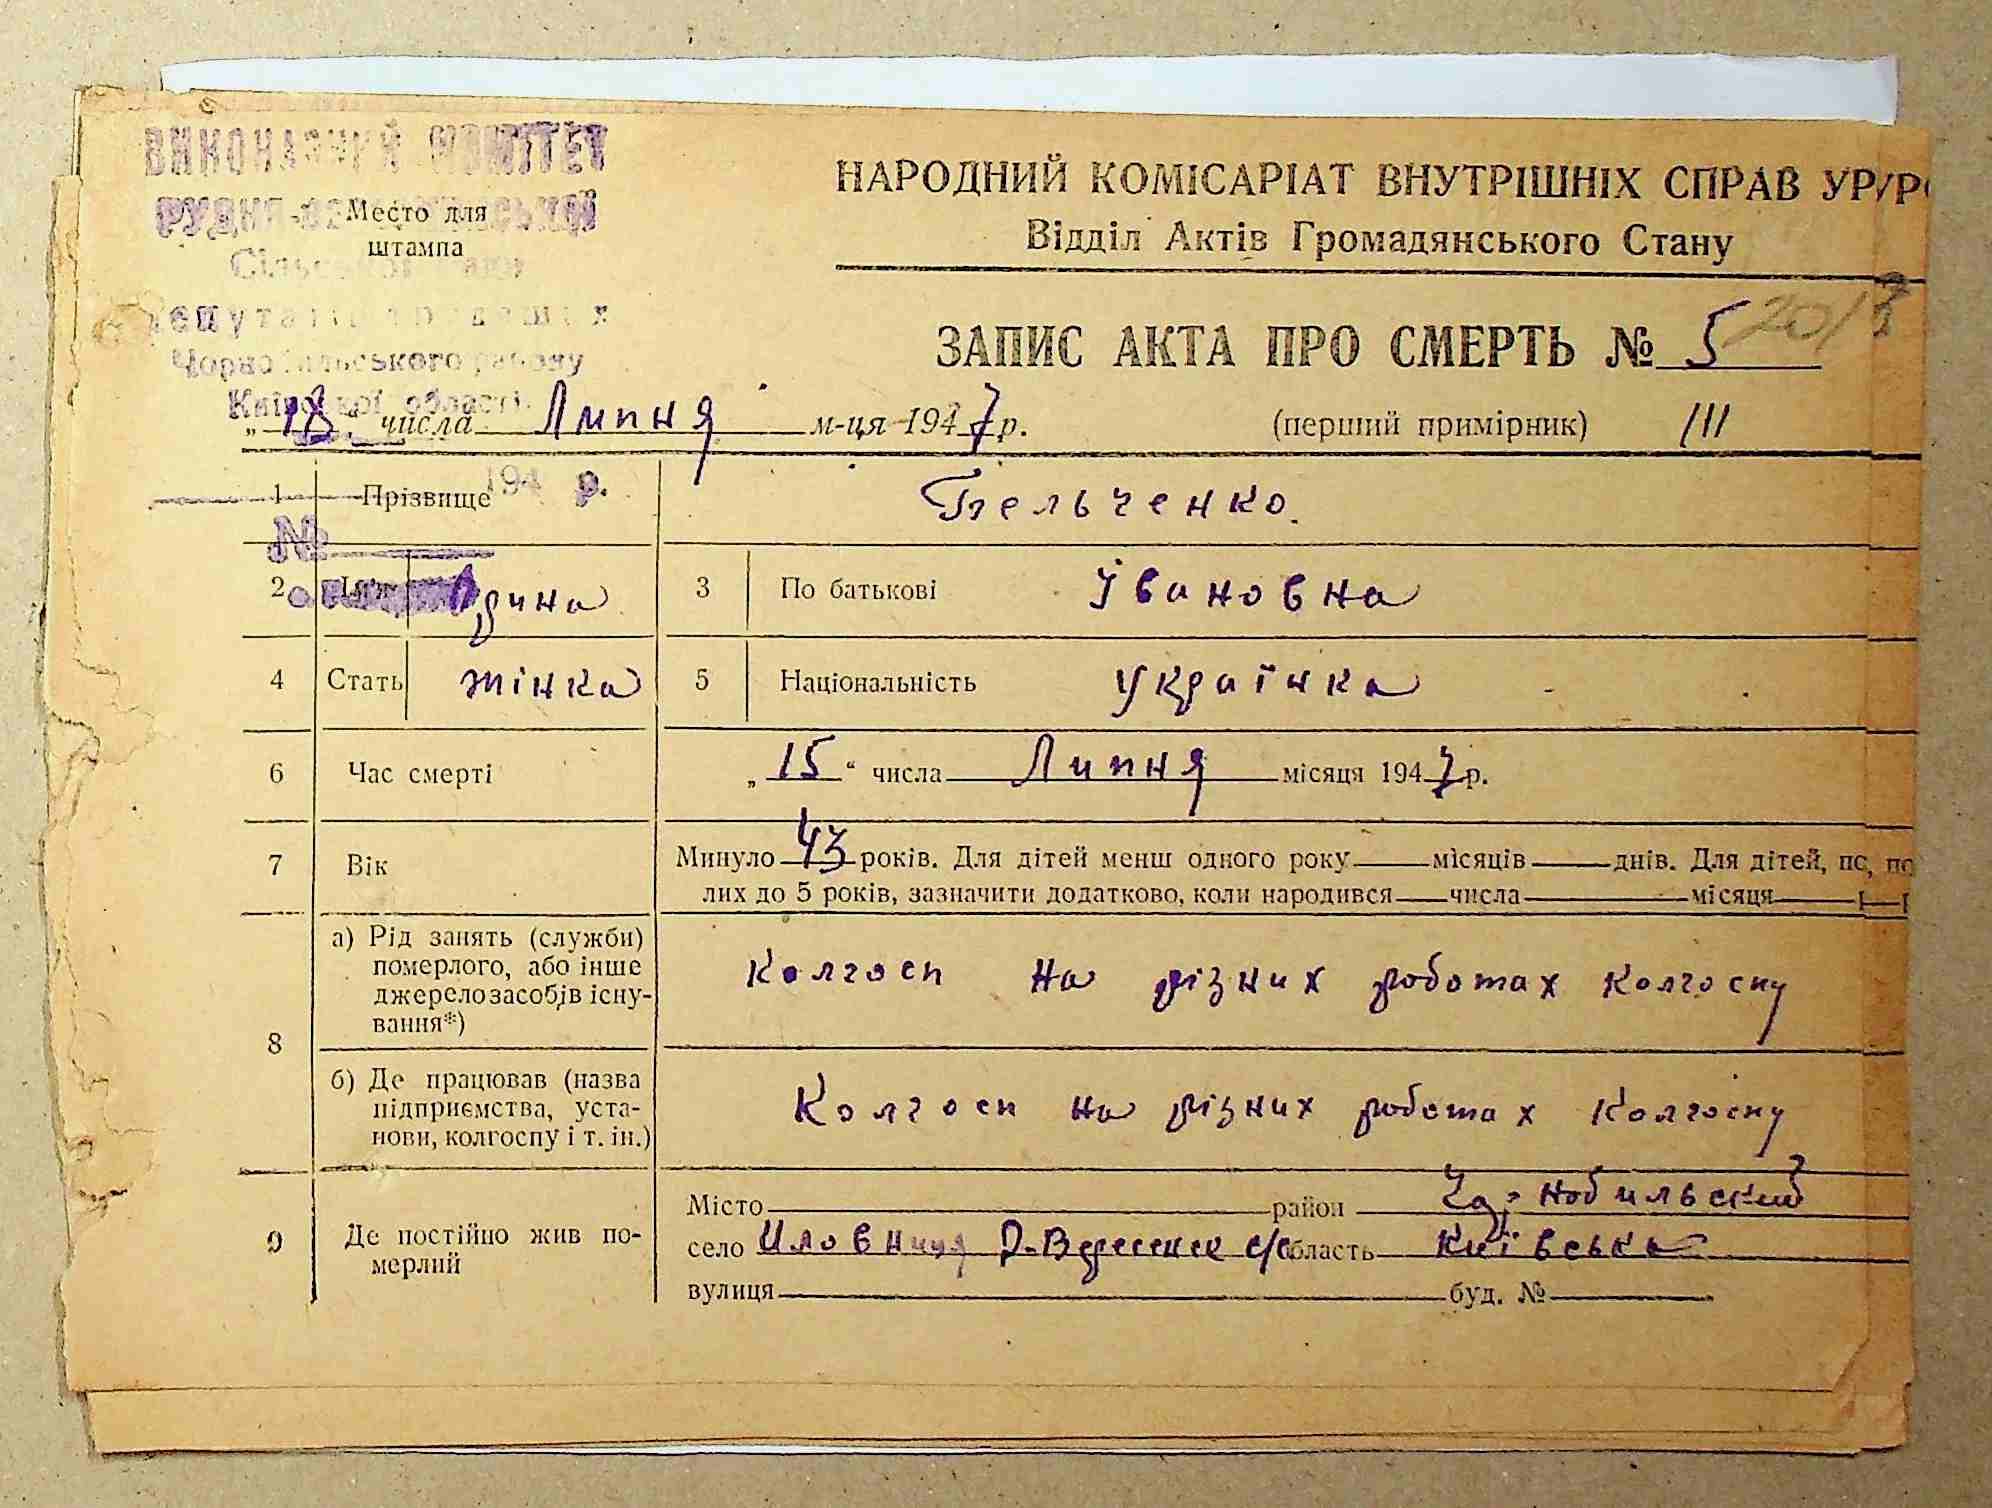 ВИКОНАВЧИЙ КОМІТЕТ
Место для
штампа
Чорнобильського району
Київської області
НАРОДНИЙ КОМІСАРІАТ ВНУТРІШНІХ СПРАВ
Відділ Актів Громадянського Стану
ЗАПИС АКТА ПРО СМЕРТЬ № 5
„18“ числа Липня м-ця 1947 р. (перший примірник) III
194 р.
№
1 Прізвище
2 Ім'я
3 По батькові Івановна
4 Стать жінка 5 Національність Українка
6 Час смерті „15“ числа Липня місяця 1947 р.
7 Вік Минуло 43 років. Для дітей менш одного року місяців днів. Для дітей,
лих до 5 років, зазначити додатково, коли народився числа місяця
8 а) Рід занять (служби)
померлого, або інше
джерело засобів існу-
вання*)
Колгосп на різних роботах колгоспу
б) Де працював (назва
підприємства, уста-
нови, колгоспу і т. ін.)
Колгосп на різних роботах колгоспу
9 Де постійно жив по-
мерлий
Місто район
село Иловниця Р-Вересенск с/с область Київська
вулиця буд. №